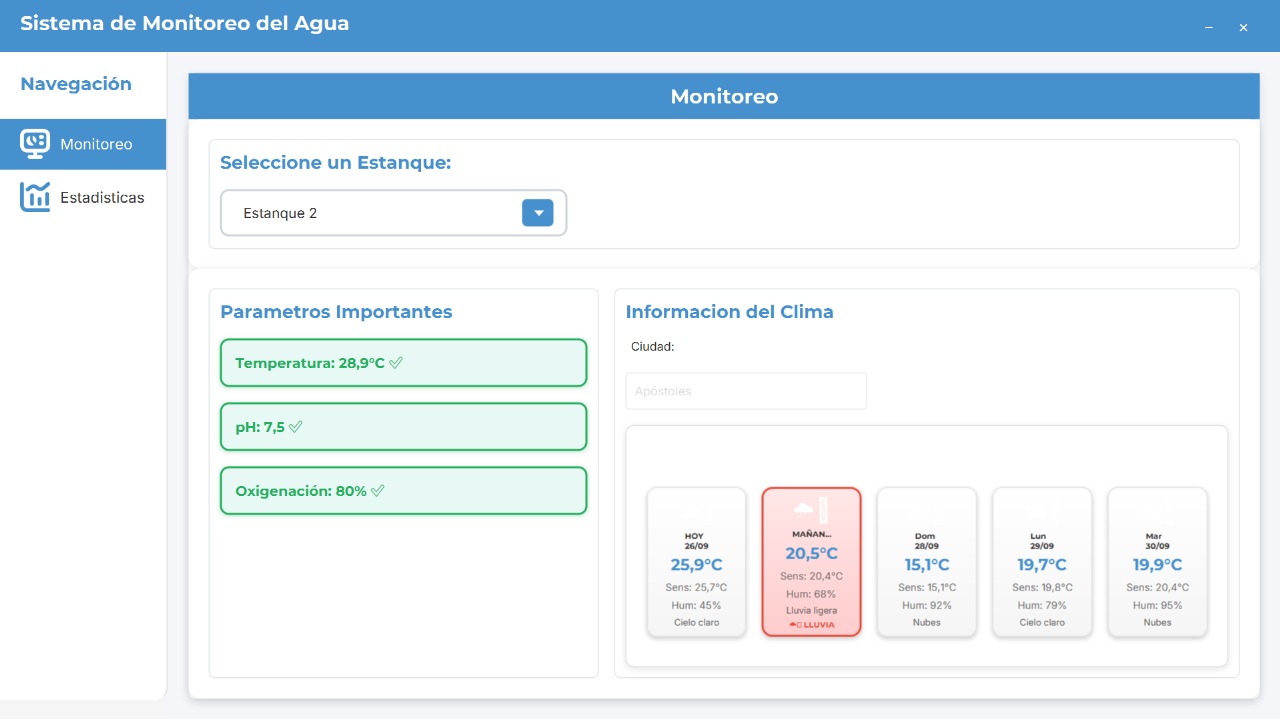 Sistema de Monitoreo del Agua
Navegación
Monitoreo
Estadisticas
Monitoreo
Seleccione un Estanque:
Estanque 2
Parametros Importantes
Temperatura: 28,9°C ✅
pH: 7,5 ✅
Oxigenación: 80% ✅
Informacion del Clima
Ciudad:
Apóstoles
HOY
26/09
25,9°C
Sens: 25,7°C
Hum: 45%
Cielo claro
MAÑAN...
20,5°C
Sens: 20,4°C
Hum: 68%
Lluvia ligera
LLUVIA
Dom
28/09
15,1°C
Sens: 15,1°C
Hum: 92%
Nubes
Lun
29/09
19,7°C
Sens: 19,8°C
Hum: 79%
Cielo claro
Mar
30/09
19,9°C
Sens: 20,4°C
Hum: 95%
Nubes